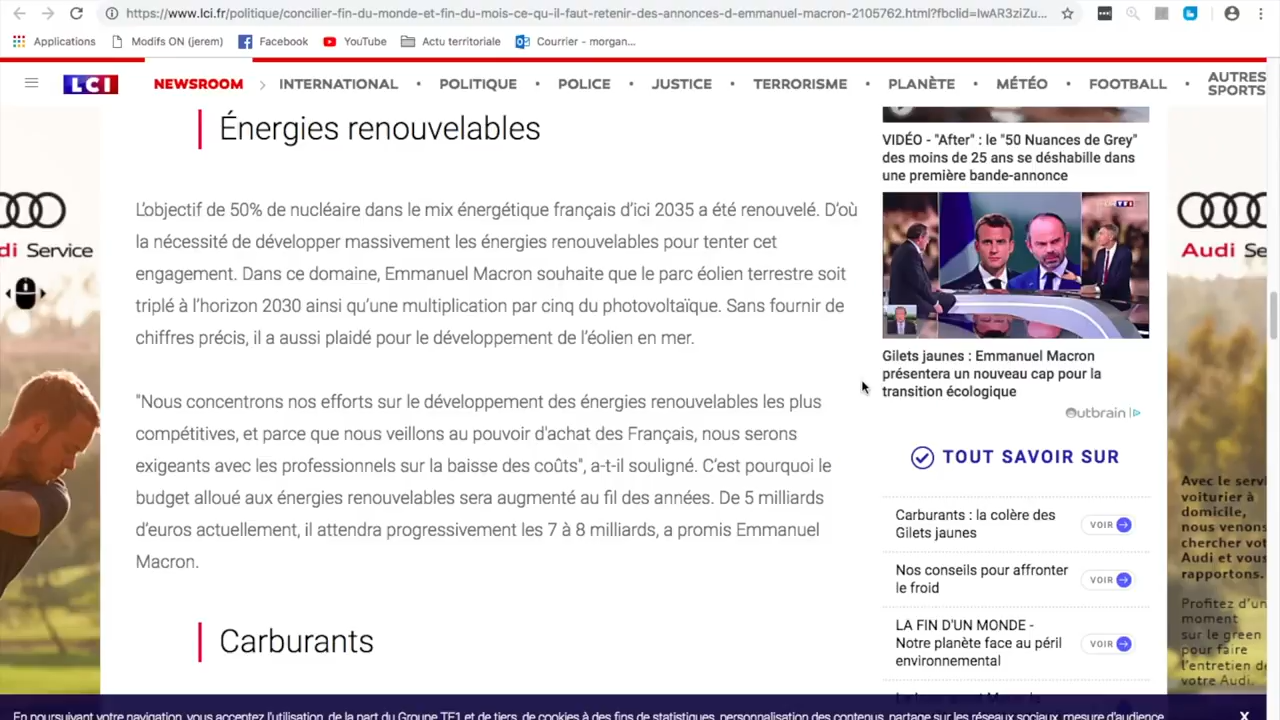 https://www.lci.fr/politique/concilier-fin-du-monde-et-fin-du-mois-ce-qu-il-faut-retenir-des-annonces-d-emmanuel-macron-2105762.html?fbclid=IwAR3ziZu...
Applications
Modifs ON (jerem)
Facebook
YouTube
Actu territoriale
Courrier - morgan...
LCI
NEWSROOM > INTERNATIONAL • POLITIQUE • POLICE • JUSTICE • TERRORISME • PLANÈTE • MÉTÉO • FOOTBALL • AUTRES
SPORTS
Énergies renouvelables
L'objectif de 50% de nucléaire dans le mix énergétique français d'ici 2035 a été renouvelé. D'où
la nécessité de développer massivement les énergies renouvelables pour tenter cet
engagement. Dans ce domaine, Emmanuel Macron souhaite que le parc éolien terrestre soit
triplé à l'horizon 2030 ainsi qu'une multiplication par cinq du photovoltaïque. Sans fournir de
chiffres précis, il a aussi plaidé pour le développement de l'éolien en mer.
"Nous concentrons nos efforts sur le développement des énergies renouvelables les plus
compétitives, et parce que nous veillons au pouvoir d'achat des Français, nous serons
exigeants avec les professionnels sur la baisse des coûts", a-t-il souligné. C'est pourquoi le
budget alloué aux énergies renouvelables sera augmenté au fil des années. De 5 milliards
d'euros actuellement, il attendra progressivement les 7 à 8 milliards, a promis Emmanuel
Macron.
Carburants
VIDÉO - "After" : le "50 Nuances de Grey"
des moins de 25 ans se déshabille dans
une première bande-annonce
TF1
Gilets jaunes : Emmanuel Macron
présentera un nouveau cap pour la
transition écologique
Outbrain
TOUT SAVOIR SUR
Carburants : la colère des
Gilets jaunes
VOIR
Nos conseils pour affronter
le froid
VOIR
LA FIN D'UN MONDE -
Notre planète face au péril
environnemental
VOIR
di Service
Audi Se
Avec le servi
voiturier à
domicile,
nous venons
chercher vot
Audi et vous
rapportons.
Profitez d'un
moment
sur le green
pour faire
l'entretien de
votre Audi.
En poursuivant votre navigation, vous acceptez l'utilisation, de la part du Groupe TF1 et de tiers, de cookies à des fins de statistiques, personnalisation des contenus, partage sur les réseaux sociaux, mesure d'audience
X